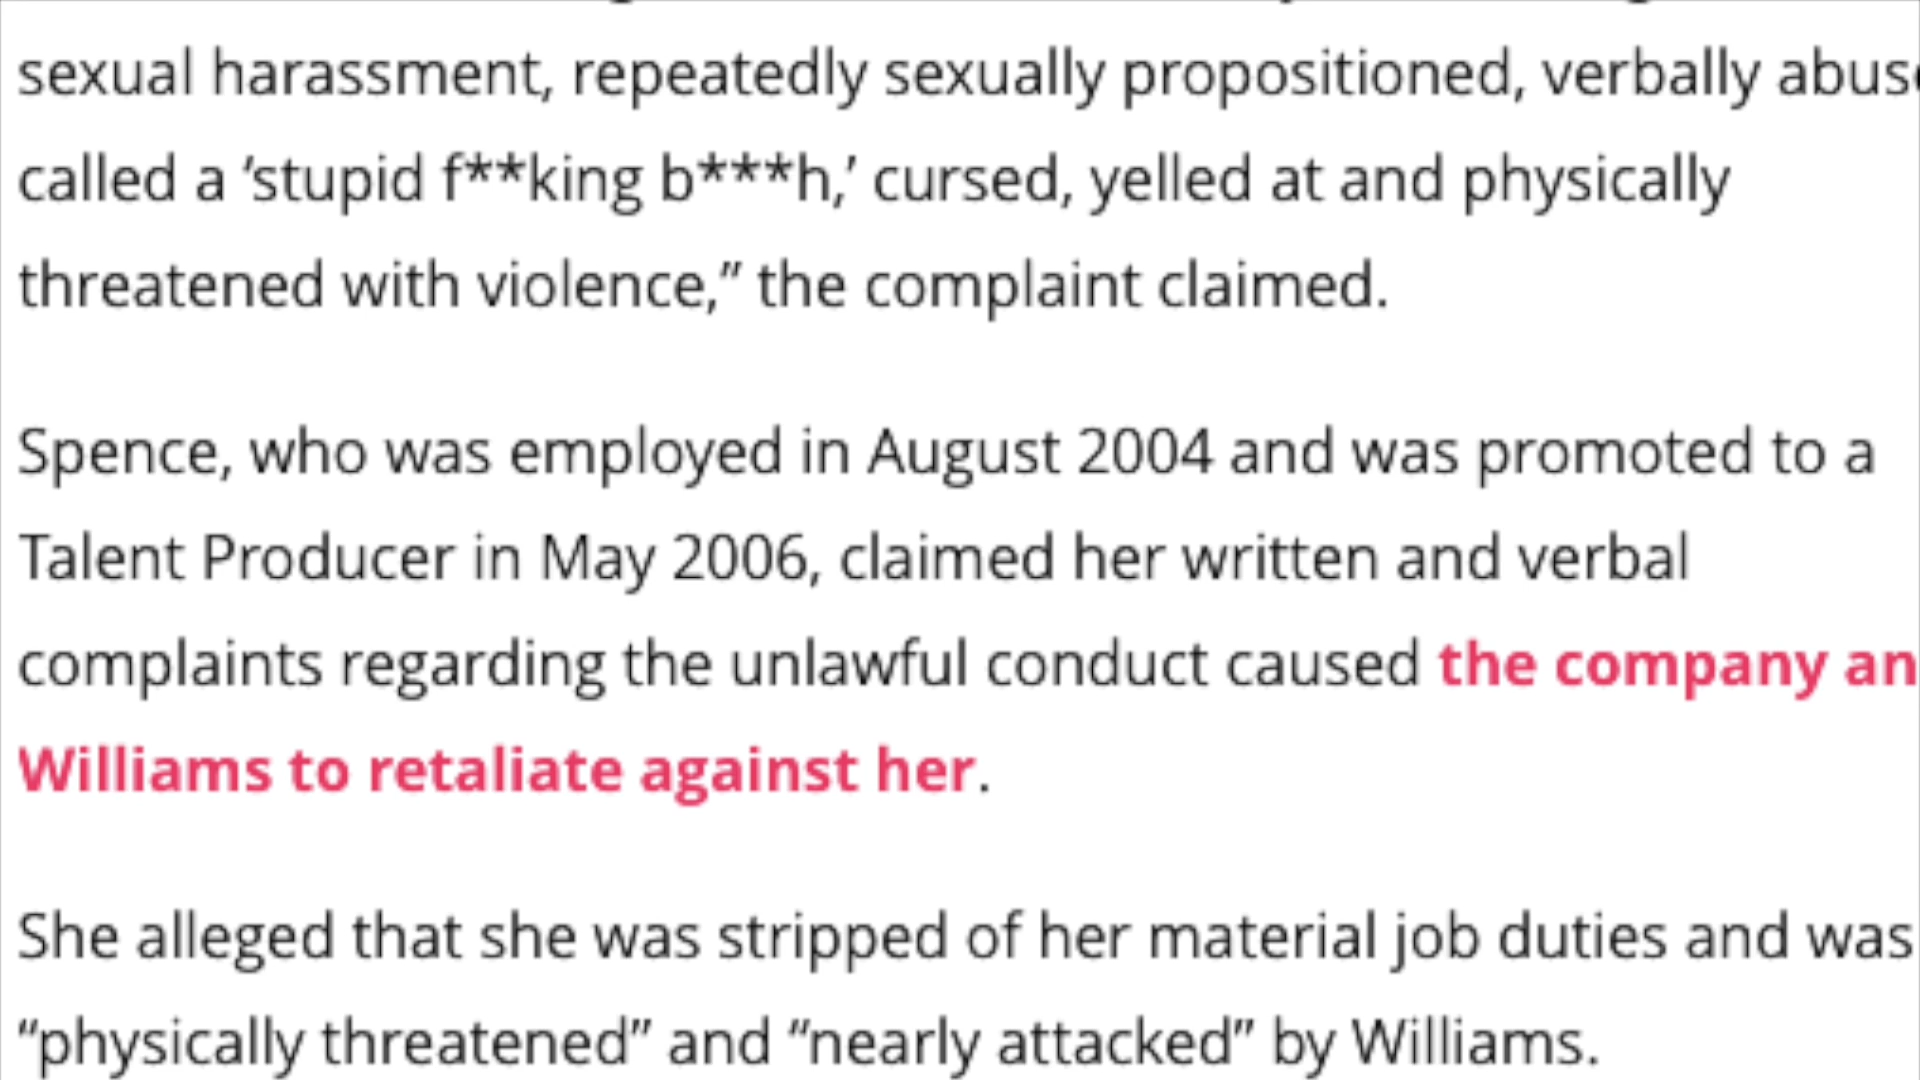 sexual harassment, repeatedly sexually propositioned, verbally
called a ‘stupid f**king b***h,’ cursed, yelled at and physically
threatened with violence,” the complaint claimed.
Spence, who was employed in August 2004 and was promoted to a
Talent Producer in May 2006, claimed her written and verbal
complaints regarding the unlawful conduct caused the company
Williams to retaliate against her.
She alleged that she was stripped of her material job duties and was
“physically threatened” and “nearly attacked” by Williams.